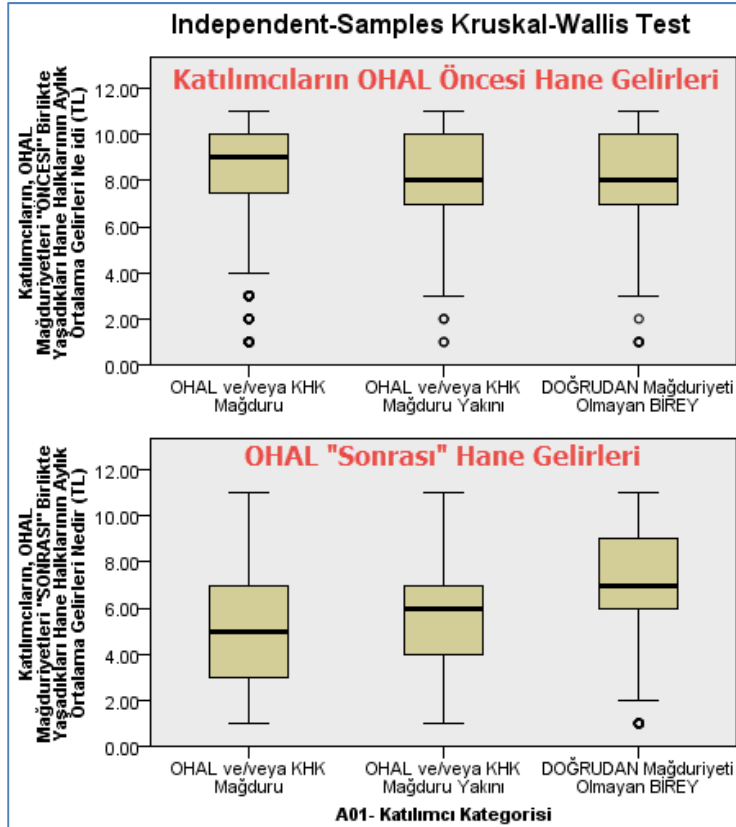 Independent-Samples Kruskal-Wallis Test
Katılımcıların OHAL Öncesi Hane Gelirleri
Katılımcıların, OHAL
Mağduriyetleri "ÖNCESİ" Birlikte
Yaşadıkları Hane Halklarının Aylık
Ortalama Gelirleri Ne idi (TL)
12.00
10.00
8.00
6.00
4.00
2.00
0.00
OHAL ve/veya KHK
Mağduru
OHAL ve/veya KHK
Mağduru Yakını
DOĞRUDAN Mağduriyeti
Olmayan BİREY
OHAL "Sonrası" Hane Gelirleri
Katılımcıların, OHAL
Mağduriyetleri "SONRASI" Birlikte
Yaşadıkları Hane Halklarının Aylık
Ortalama Gelirleri Nedir (TL)
12.00
10.00
8.00
6.00
4.00
2.00
0.00
OHAL ve/veya KHK
Mağduru
OHAL ve/veya KHK
Mağduru Yakını
DOĞRUDAN Mağduriyeti
Olmayan BİREY
A01- Katılımcı Kategorisi